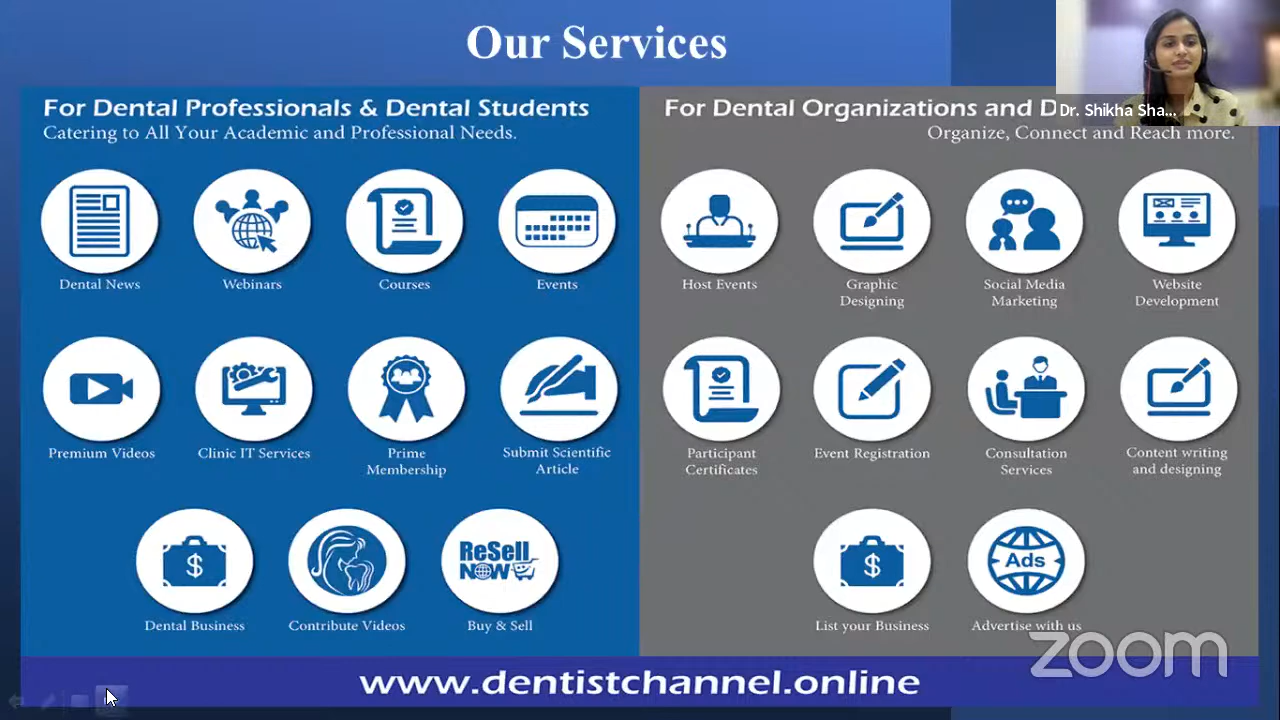 Our Services
For Dental Professionals & Dental Students
Catering to All Your Academic and Professional Needs.
Dental News
Webinars
Courses
Events
Premium Videos
Clinic IT Services
Prime
Membership
Submit Scientific
Article
$
Dental Business
Contribute Videos
ReSell
NOW
Buy & Sell
For Dental Organizations and D
Organize, Connect and Reach more.
Dr. Shikha Sha...
Host Events
Graphic
Designing
Social Media
Marketing
Website
Development
Participant
Certificates
Event Registration
Consultation
Services
Content writing
and designing
$
List your Business
Ads
Advertise with us
zoom
www.dentistchannel.online